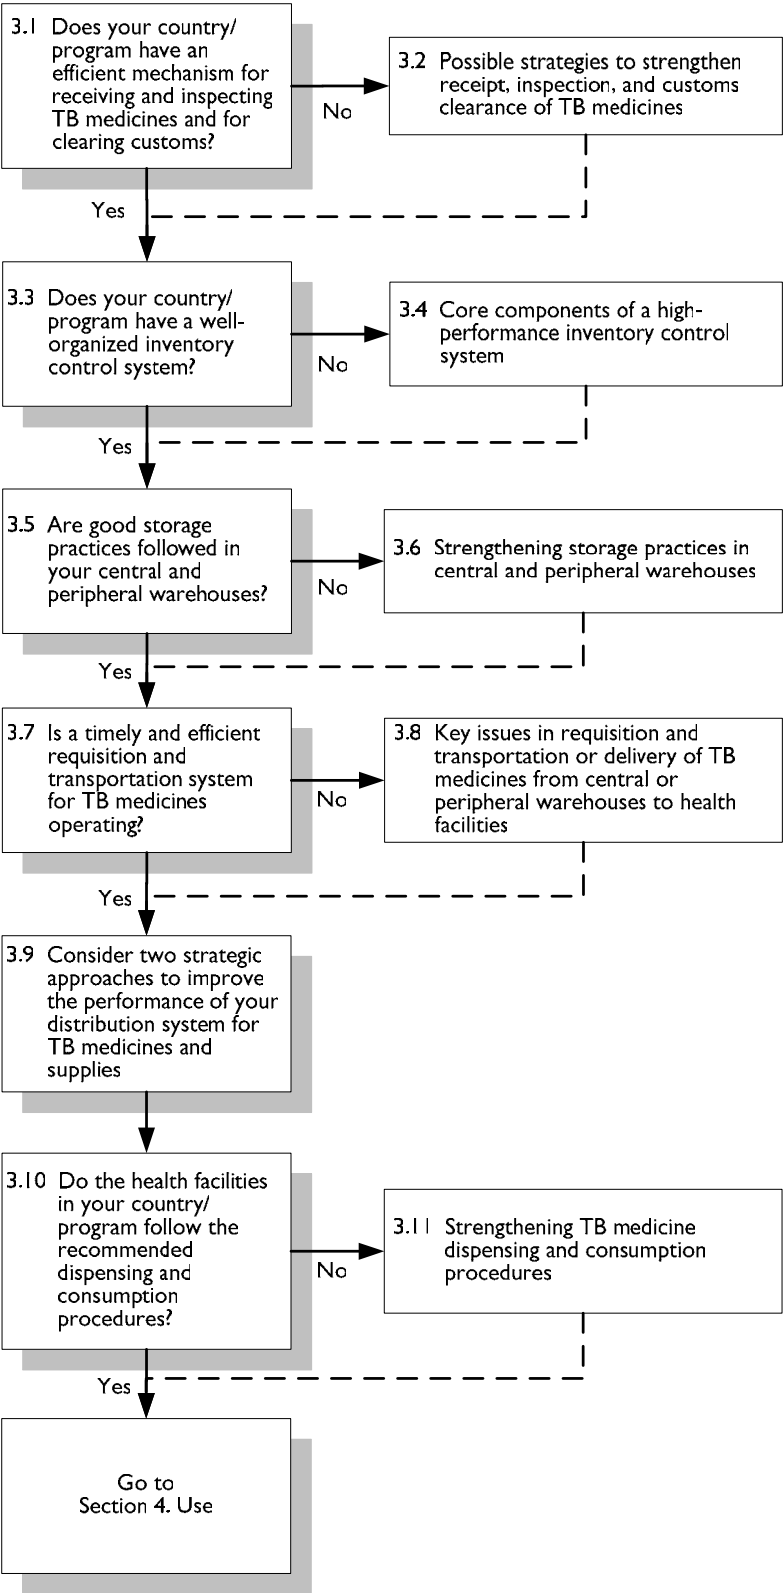 3.1 Does your country/
program have an
efficient mechanism for
receiving and inspecting
TB medicines and for
clearing customs?
No
3.2 Possible strategies to strengthen
receipt, inspection, and customs
clearance of TB medicines
Yes
3.3 Does your country/
program have a well-
organized inventory
control system?
No
3.4 Core components of a high-
performance inventory control
system
Yes
3.5 Are good storage
practices followed in
your central and
peripheral warehouses?
No
3.6 Strengthening storage practices in
central and peripheral warehouses
Yes
3.7 Is a timely and efficient
requisition and
transportation system
for TB medicines
operating?
No
3.8 Key issues in requisition and
transportation or delivery of TB
medicines from central or
peripheral warehouses to health
facilities
Yes
3.9 Consider two strategic
approaches to improve
the performance of your
distribution system for
TB medicines and
supplies
3.10 Do the health facilities
in your country/
program follow the
recommended
dispensing and
consumption
procedures?
No
3.11 Strengthening TB medicine
dispensing and consumption
procedures
Yes
Go to
Section 4. Use